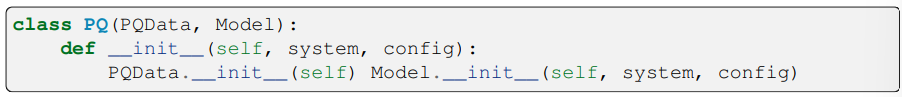 class PQ(PQData, Model):
    def __init__(self, system, config):
        PQData.__init__(self) Model.__init__(self, system, config)